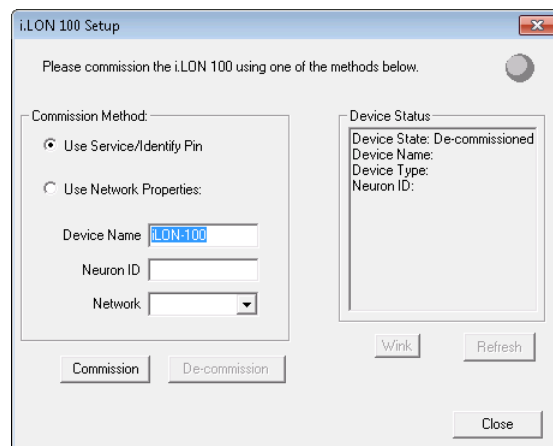 i.LON 100 Setup
Please commission the i.LON 100 using one of the methods below.
Commission Method:
Use Service/Identify Pin
Use Network Properties:
Device Name iLON-100
Neuron ID
Network
Commission
De-commission
Device Status
Device State: De-commissioned
Device Name:
Device Type:
Neuron ID:
Wink
Refresh
Close